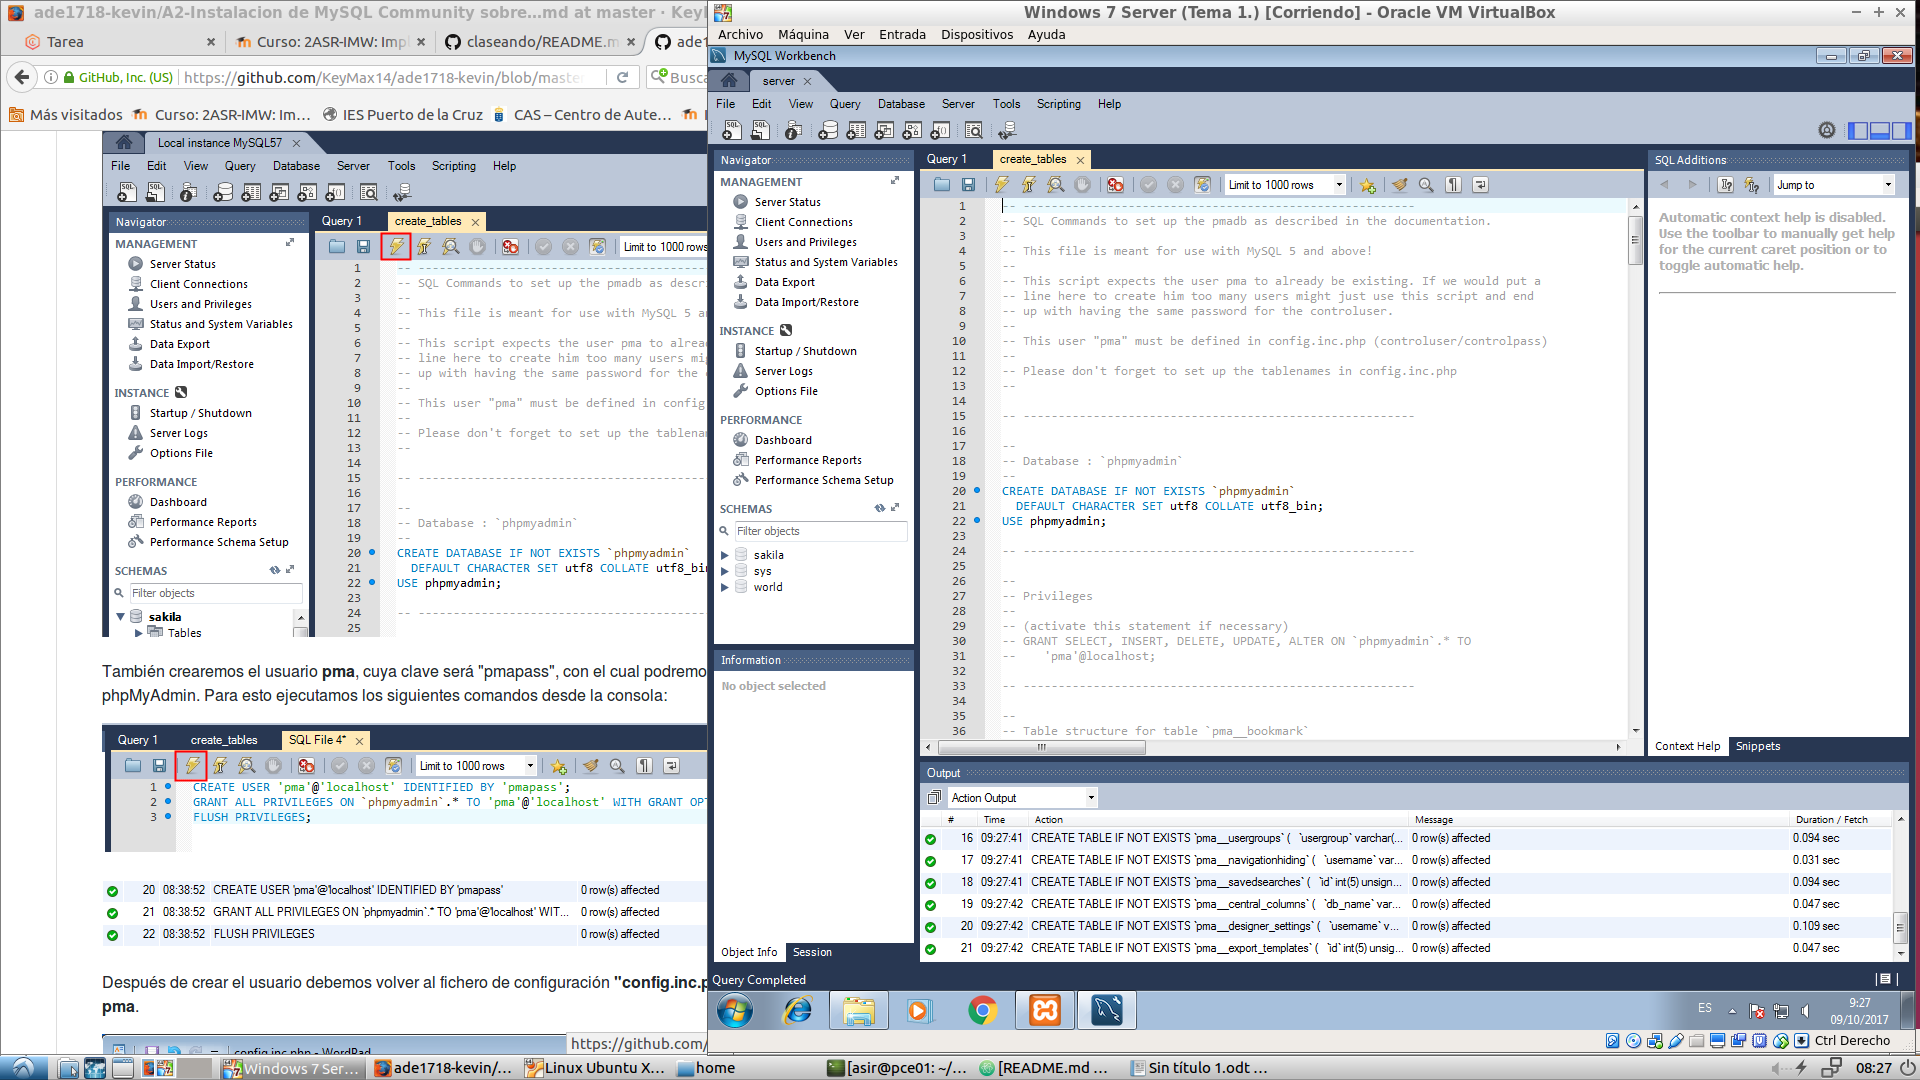 ade1718-kevin/A2-Instalacion de MySQL Community sobre...md at master · Key
Tarea
Curso: 2ASR-IMW: Impl
claseando/README.m
ade1
GitHub, Inc. (US)
https://github.com/KeyMax14/ade1718-kevin/blob/maste
Busca
Más visitados
Curso: 2ASR-IMW: Im...
IES Puerto de la Cruz
CAS – Centro de Aute...
Local instance MySQL57
File Edit View Query Database Server Tools Scripting Help
Navigator
MANAGEMENT
Server Status
Client Connections
Users and Privileges
Status and System Variables
Data Export
Data Import/Restore
INSTANCE
Startup / Shutdown
Server Logs
Options File
PERFORMANCE
Dashboard
Performance Reports
Performance Schema Setup
SCHEMAS
Filter objects
sakila
Tables
Query 1
create_tables
Limit to 1000 rows
1 -- ----------------------------------------
2 -- SQL Commands to set up the pmadb as descri
3 --
4 -- This file is meant for use with MySQL 5 an
5 --
6 -- This script expects the user pma to alrea
7 -- line here to create him too many users mi
8 -- up with having the same password for the
9 --
10 -- This user "pma" must be defined in config
11 --
12 -- Please don't forget to set up the tablena
13 --
14
15 -- ----------------------------------------
16
17 --
18 -- Database : `phpmyadmin`
19 --
20 CREATE DATABASE IF NOT EXISTS `phpmyadmin`
21 DEFAULT CHARACTER SET utf8 COLLATE utf8_bin
22 USE phpmyadmin;
23
24 -- ----------------------------------------
25
También crearemos el usuario pma, cuya clave será "pmapass", con el cual podremo
phpMyAdmin. Para esto ejecutamos los siguientes comandos desde la consola:
Query 1
create_tables
SQL File 4*
Limit to 1000 rows
1 CREATE USER 'pma'@'localhost' IDENTIFIED BY 'pmapass';
2 GRANT ALL PRIVILEGES ON `phpmyadmin`.* TO 'pma'@'localhost' WITH GRANT OPT
3 FLUSH PRIVILEGES;
20 08:38:52 CREATE USER 'pma'@'localhost' IDENTIFIED BY 'pmapass' 0 row(s) affected
21 08:38:52 GRANT ALL PRIVILEGES ON `phpmyadmin`.* TO 'pma'@'localhost' WIT... 0 row(s) affected
22 08:38:52 FLUSH PRIVILEGES 0 row(s) affected
Después de crear el usuario debemos volver al fichero de configuración "config.inc.p
pma.
config.inc.php - WordPad
https://github.com/
Windows 7 Server (Tema 1.) [Corriendo] - Oracle VM VirtualBox
Archivo Máquina Ver Entrada Dispositivos Ayuda
MySQL Workbench
server
File Edit View Query Database Server Tools Scripting Help
Navigator
MANAGEMENT
Server Status
Client Connections
Users and Privileges
Status and System Variables
Data Export
Data Import/Restore
INSTANCE
Startup / Shutdown
Server Logs
Options File
PERFORMANCE
Dashboard
Performance Reports
Performance Schema Setup
SCHEMAS
Filter objects
sakila
sys
world
Information
No object selected
Object Info
Session
Query Completed
Query 1
create_tables
Limit to 1000 rows
1 -- --------------------------------------------------------
2 -- SQL Commands to set up the pmadb as described in the documentation.
3 --
4 -- This file is meant for use with MySQL 5 and above!
5 --
6 -- This script expects the user pma to already be existing. If we would put a
7 -- line here to create him too many users might just use this script and end
8 -- up with having the same password for the controluser.
9 --
10 -- This user "pma" must be defined in config.inc.php (controluser/controlpass)
11 --
12 -- Please don't forget to set up the tablenames in config.inc.php
13 --
14
15 -- --------------------------------------------------------
16
17 --
18 -- Database : `phpmyadmin`
19 --
20 CREATE DATABASE IF NOT EXISTS `phpmyadmin`
21 DEFAULT CHARACTER SET utf8 COLLATE utf8_bin;
22 USE phpmyadmin;
23
24 -- --------------------------------------------------------
25
26 --
27 -- Privileges
28 --
29 -- (activate this statement if necessary)
30 -- GRANT SELECT, INSERT, DELETE, UPDATE, ALTER ON `phpmyadmin`.* TO
31 -- 'pma'@localhost;
32
33 -- --------------------------------------------------------
34
35 --
36 -- Table structure for table `pma__bookmark`
SQL Additions
Jump to
Automatic context help is disabled.
Use the toolbar to manually get help
for the current caret position or to
toggle automatic help.
Context Help
Snippets
Output
Action Output
# Time Action Message Duration / Fetch
16 09:27:41 CREATE TABLE IF NOT EXISTS `pma__usergroups` ( `usergroup` varchar(... 0 row(s) affected 0.094 sec
17 09:27:41 CREATE TABLE IF NOT EXISTS `pma__navigationhiding` ( `username` var... 0 row(s) affected 0.031 sec
18 09:27:41 CREATE TABLE IF NOT EXISTS `pma__savedsearches` ( `id` int(5) unsign... 0 row(s) affected 0.094 sec
19 09:27:42 CREATE TABLE IF NOT EXISTS `pma__central_columns` ( `db_name` var... 0 row(s) affected 0.047 sec
20 09:27:42 CREATE TABLE IF NOT EXISTS `pma__designer_settings` ( `username` v... 0 row(s) affected 0.109 sec
21 09:27:42 CREATE TABLE IF NOT EXISTS `pma__export_templates` ( `id` int(5) unsig... 0 row(s) affected 0.047 sec
ES
9:27
09/10/2017
Ctrl Derecho
Windows 7 Ser...
ade1718-kevin/...
Linux Ubuntu X...
home
[asir@pce01: ~/...
[README.md ...
Sin título 1.odt ...
08:27